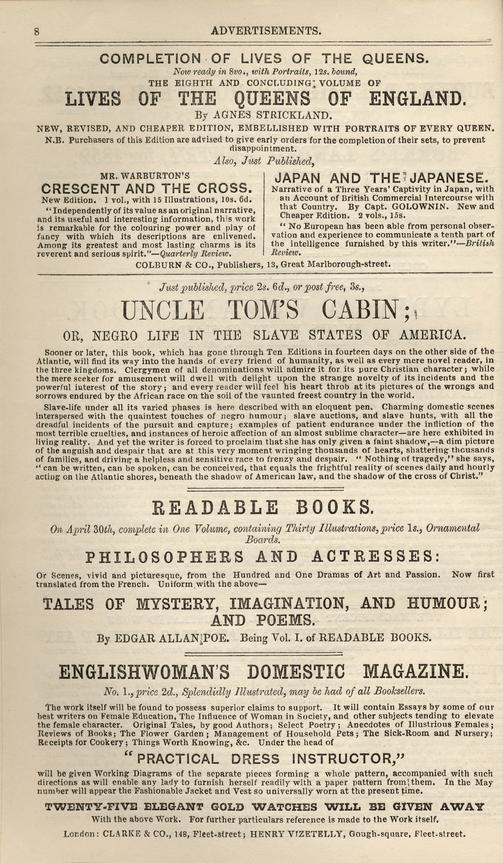 8 ADVERTISEMENTS.
COMPLETION OF LIVES OF THE QUEENS.
Now ready in 8vo., with Portraits, 12s. bound,
THE EIGHTH AND CONCLUDING VOLUME OF
LIVES OF THE QUEENS OF ENGLAND.
By AGNES STRICKLAND.
NEW, REVISED, AND CHEAPER EDITION, EMBELLISHED WITH PORTRAITS OF EVERY QUEEN.
N.B. Purchasers of this Edition are advised to give early orders for the completion of their sets, to prevent
disappointment.
Also, Just Published,
MR. WARBURTON'S
CRESCENT AND THE CROSS.
New Edition. 1 vol., with 15 Illustrations, 10s. 6d.
"Independently of its value as an original narrative,
and its useful and interesting information, this work
is remarkable for the colouring power and play of
fancy with which its descriptions are enlivened.
Among its greatest and most lasting charms is its
reverent and serious spirit."—Quarterly Review.
JAPAN AND THE JAPANESE.
Narrative of a Three Years' Captivity in Japan, with
an Account of British Commercial Intercourse with
that Country. By Capt. GOLOWNIN. New and
Cheaper Edition. 2 vols., 15s.
"No European has been able from personal obser-
vation and experience to communicate a tenth part of
the intelligence furnished by this writer."—British
Review.
COLBURN & CO., Publishers, 13, Great Marlborough-street.
Just published, price 2s. 6d., or post free, 3s.,
UNCLE TOM'S CABIN;
OR, NEGRO LIFE IN THE SLAVE STATES OF AMERICA.
Sooner or later, this book, which has gone through Ten Editions in fourteen days on the other side of the
Atlantic, will find its way into the hands of every friend of humanity, as well as every mere novel reader, in
the three kingdoms. Clergymen of all denominations will admire it for its pure Christian character; while
the mere seeker for amusement will dwell with delight upon the strange novelty of its incidents and the
powerful interest of the story; and every reader will feel his heart throb at its pictures of the wrongs and
sorrows endured by the African race on the soil of the vaunted freest country in the world.
Slave-life under all its varied phases is here described with an eloquent pen. Charming domestic scenes
interspersed with the quaintest touches of negro humour; slave auctions, and slave hunts, with all the
dreadful incidents of the pursuit and capture; examples of patient endurance under the infliction of the
most terrible cruelties, and instances of heroic affection of an almost sublime character—are here exhibited in
living reality. And yet the writer is forced to proclaim that she has only given a faint shadow,—a dim picture
of the anguish and despair that are at this very moment wringing thousands of hearts, shattering thousands
of families, and driving a helpless and sensitive race to frenzy and despair. "Nothing of tragedy," she says,
"can be written, can be spoken, can be conceived, that equals the frightful reality of scenes daily and hourly
acting on the Atlantic shores, beneath the shadow of American law, and the shadow of the cross of Christ."
READABLE BOOKS.
On April 30th, complete in One Volume, containing Thirty Illustrations, price 1s., Ornamental
Boards.
PHILOSOPHERS AND ACTRESSES:
Or Scenes, vivid and picturesque, from the Hundred and One Dramas of Art and Passion. Now first
translated from the French. Uniform with the above—
TALES OF MYSTERY, IMAGINATION, AND HUMOUR;
AND POEMS.
By EDGAR ALLAN POE. Being Vol. I. of READABLE BOOKS.
ENGLISHWOMAN'S DOMESTIC MAGAZINE.
No. 1., price 2d., Splendidly Illustrated, may be had of all Booksellers.
The work itself will be found to possess superior claims to support. It will contain Essays by some of our
best writers on Female Education, The Influence of Woman in Society, and other subjects tending to elevate
the female character. Original Tales, by good Authors; Select Poetry; Anecdotes of Illustrious Females;
Reviews of Books; The Flower Garden; Management of Household Pets; The Sick-Room and Nursery;
Receipts for Cookery; Things Worth Knowing, &c. Under the head of
"PRACTICAL DRESS INSTRUCTOR,"
will be given Working Diagrams of the separate pieces forming a whole pattern, accompanied with such
directions as will enable any lady to furnish herself readily with a paper pattern from them. In the May
number will appear the Fashionable Jacket and Vest so universally worn at the present time.
TWENTY-FIVE ELEGANT GOLD WATCHES WILL BE GIVEN AWAY
With the above Work. For further particulars reference is made to the Work itself.
London: CLARKE & CO., 148, Fleet-street; HENRY VIZETELLY, Gough-square, Fleet-street.